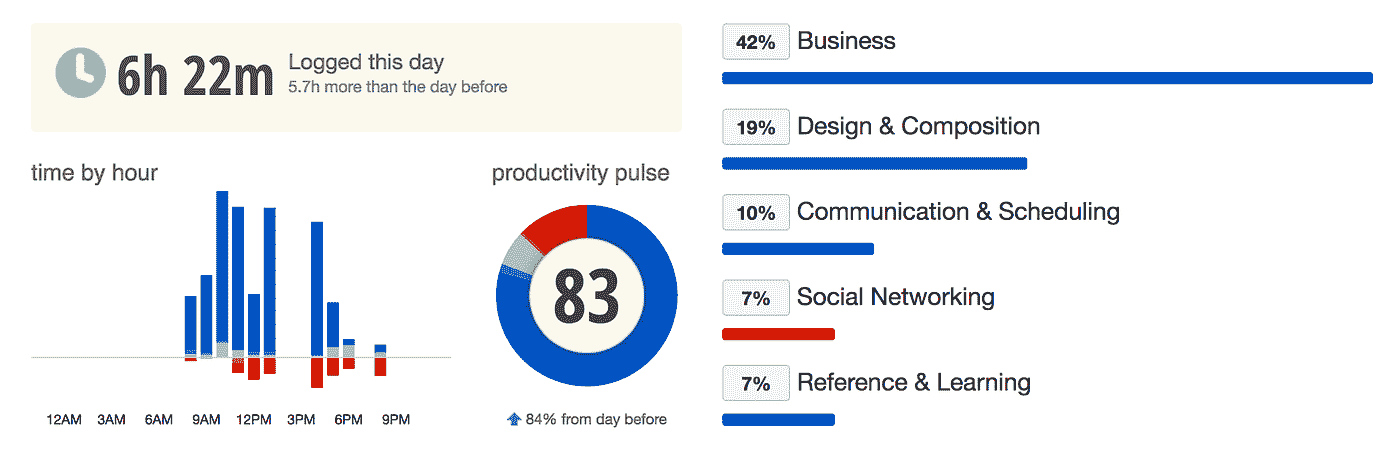 6h 22m
Logged this day
5.7h more than the day before
time by hour
12AM 3AM 6AM 9AM 12PM 3PM 6PM 9PM
productivity pulse
83
84% from day before
42% Business
19% Design & Composition
10% Communication & Scheduling
7% Social Networking
7% Reference & Learning